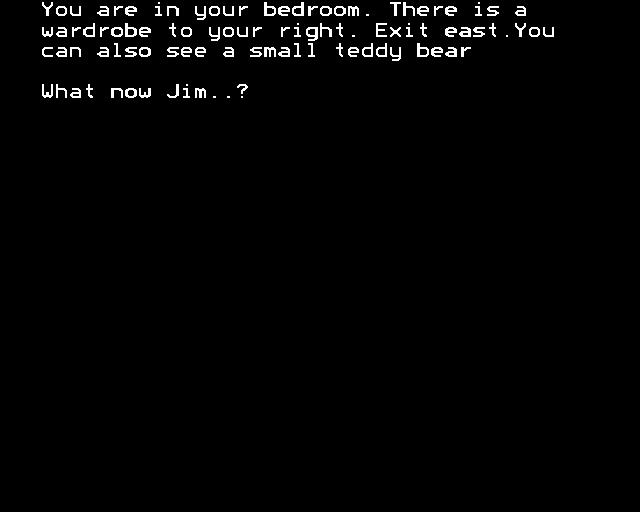 You are in your bedroom. There is a
wardrobe to your right. Exit east.You
can also see a small teddy bear
What now Jim..?